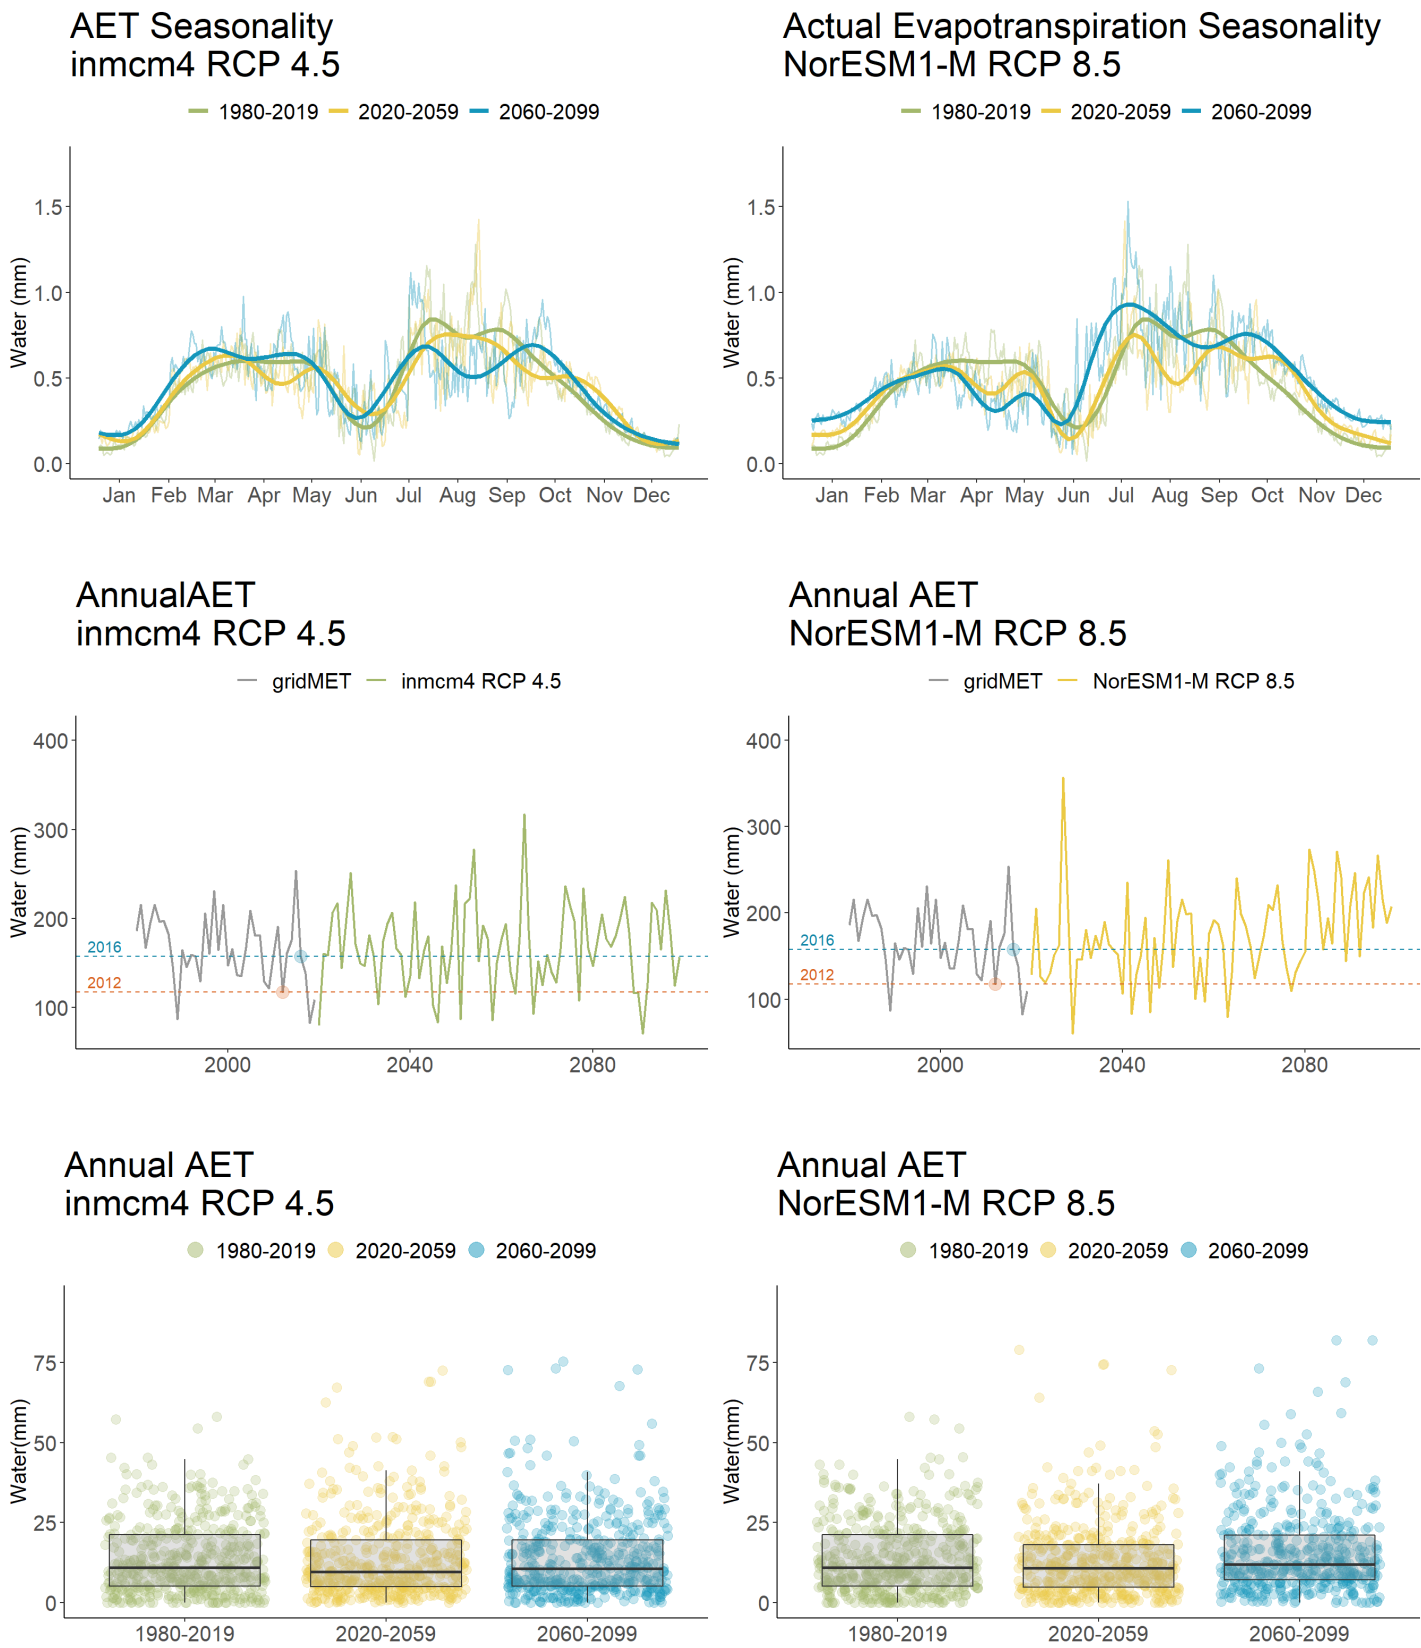 AET Seasonality
inmcm4 RCP 4.5
1980-2019 2020-2059 2060-2099
Water (mm)
1.5
1.0
0.5
0.0
Jan Feb Mar Apr May Jun Jul Aug Sep Oct Nov Dec
Actual Evapotranspiration Seasonality
NorESM1-M RCP 8.5
1980-2019 2020-2059 2060-2099
Water (mm)
1.5
1.0
0.5
0.0
Jan Feb Mar Apr May Jun Jul Aug Sep Oct Nov Dec
AnnualAET
inmcm4 RCP 4.5
gridMET inmcm4 RCP 4.5
Water (mm)
400
300
200
100
2016
2012
2000 2040 2080
Annual AET
NorESM1-M RCP 8.5
gridMET NorESM1-M RCP 8.5
Water (mm)
400
300
200
100
2016
2012
2000 2040 2080
Annual AET
inmcm4 RCP 4.5
1980-2019 2020-2059 2060-2099
Water(mm)
75
50
25
0
1980-2019 2020-2059 2060-2099
Annual AET
NorESM1-M RCP 8.5
1980-2019 2020-2059 2060-2099
Water(mm)
75
50
25
0
1980-2019 2020-2059 2060-2099